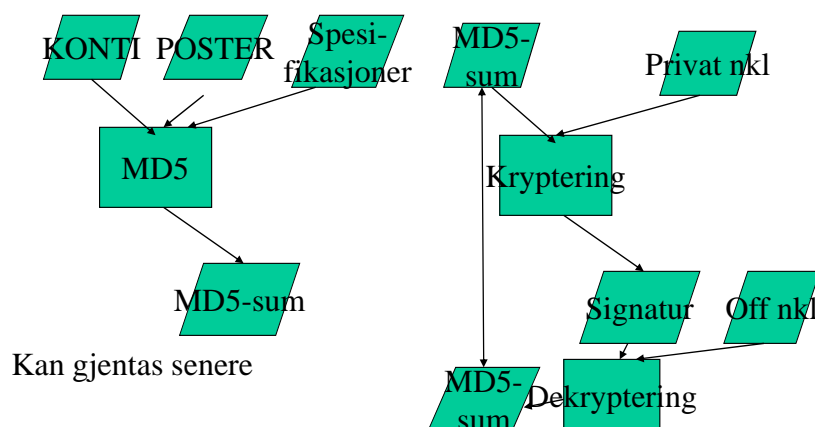 KONTI
POSTER
Spesi-
fikasjoner
MD5
MD5-sum
Kan gjentas senere
MD5-
sum
Privat nkl
Kryptering
Signatur
Off nkl
Dekryptering
MD5-
sum